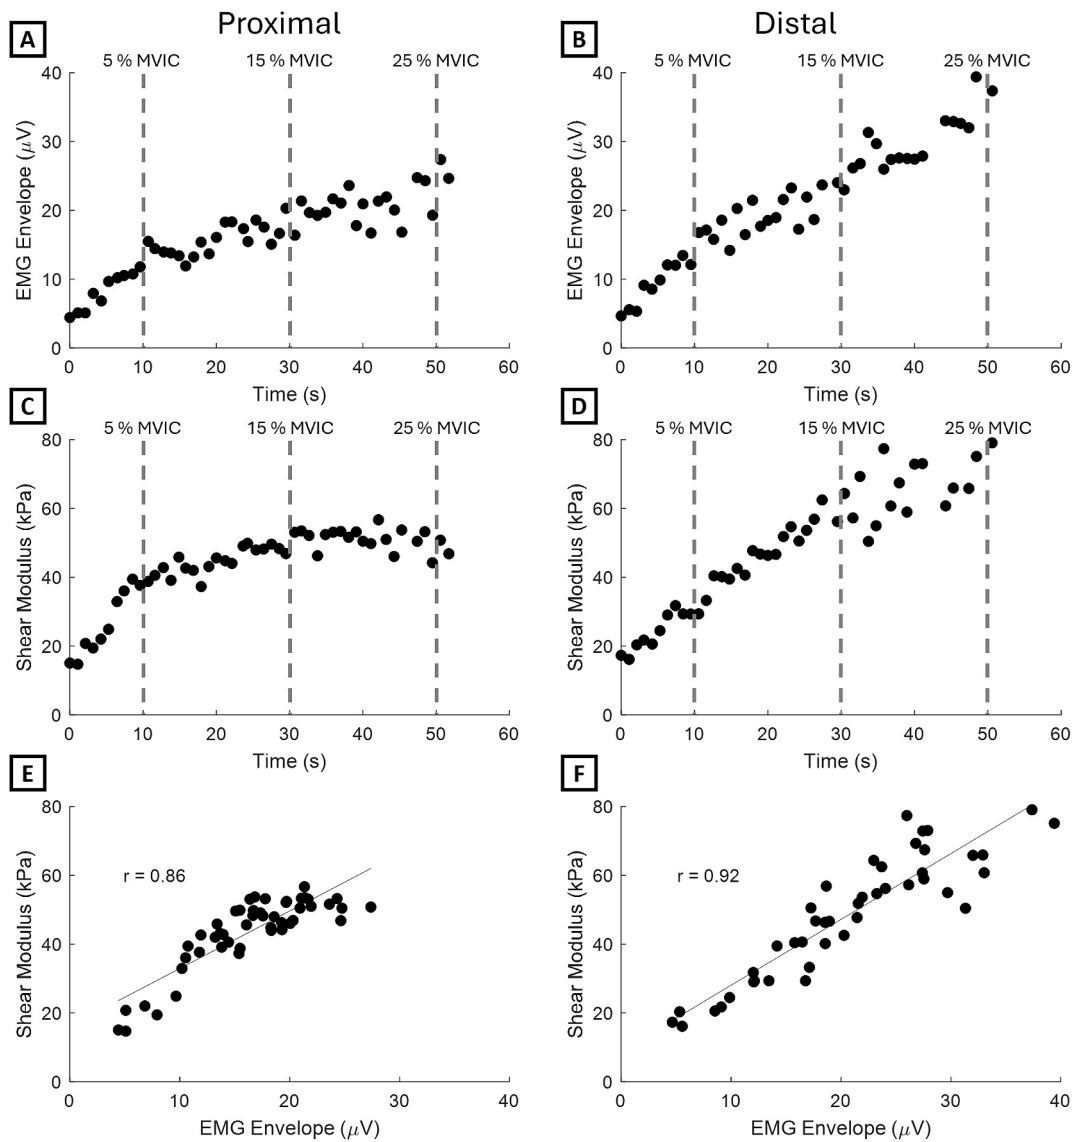 Proximal
Distal
A
B
5 % MVIC 15 % MVIC 25 % MVIC
5 % MVIC 15 % MVIC 25 % MVIC
EMG Envelope (μV)
40
30
20
10
0
0 10 20 30 40 50 60
Time (s)
EMG Envelope (μV)
40
30
20
10
0
0 10 20 30 40 50 60
Time (s)
C
D
5 % MVIC 15 % MVIC 25 % MVIC
5 % MVIC 15 % MVIC 25 % MVIC
Shear Modulus (kPa)
80
60
40
20
0
0 10 20 30 40 50 60
Time (s)
Shear Modulus (kPa)
80
60
40
20
0
0 10 20 30 40 50 60
Time (s)
E
F
Shear Modulus (kPa)
80
60
40
20
0
r = 0.86
0 10 20 30 40
EMG Envelope (μV)
Shear Modulus (kPa)
80
60
40
20
0
r = 0.92
0 10 20 30 40
EMG Envelope (μV)